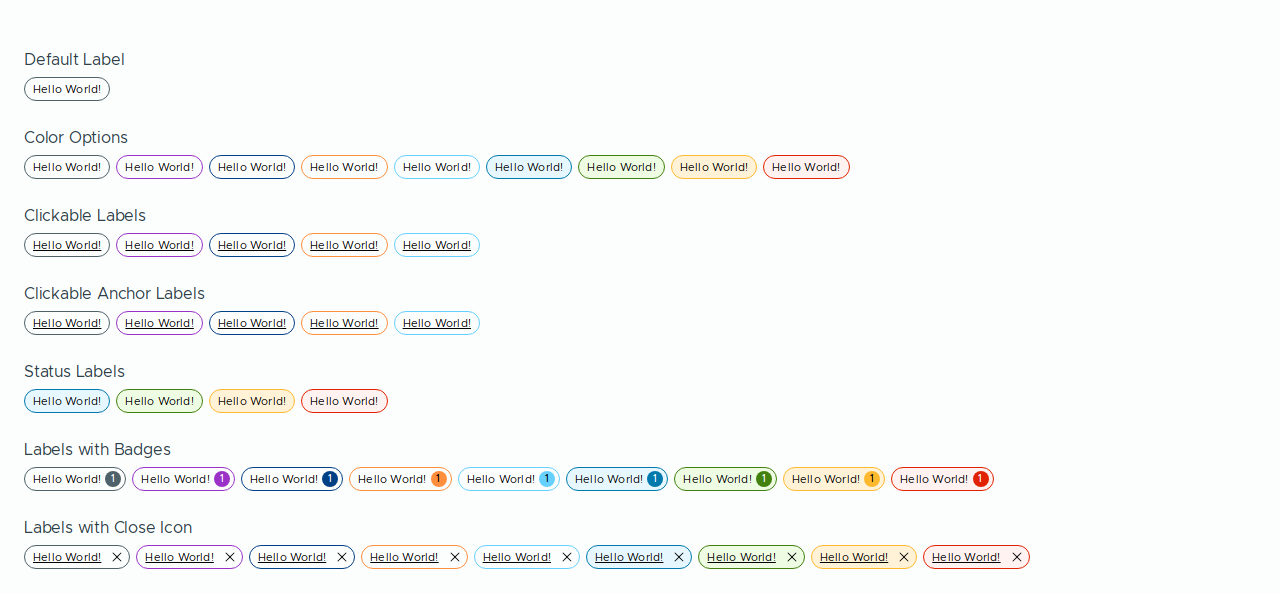 Default Label
Hello World!
Color Options
Hello World! Hello World! Hello World! Hello World! Hello World! Hello World! Hello World! Hello World! Hello World!
Clickable Labels
Hello World! Hello World! Hello World! Hello World! Hello World!
Clickable Anchor Labels
Hello World! Hello World! Hello World! Hello World! Hello World!
Status Labels
Hello World! Hello World! Hello World! Hello World!
Labels with Badges
Hello World! 1 Hello World! 1 Hello World! 1 Hello World! 1 Hello World! 1 Hello World! 1 Hello World! 1 Hello World! 1 Hello World! 1
Labels with Close Icon
Hello World! Hello World! Hello World! Hello World! Hello World! Hello World! Hello World! Hello World! Hello World!